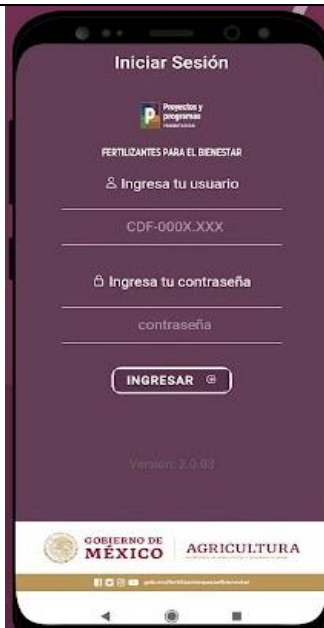 Iniciar Sesión
Proyectos y
programas
FERTILIZANTES PARA EL BIENESTAR
Ingresa tu usuario
CDF-000X.XXX
Ingresa tu contraseña
contraseña
INGRESAR
Version: 2.0.03
GOBIERNO DE
MÉXICO
AGRICULTURA